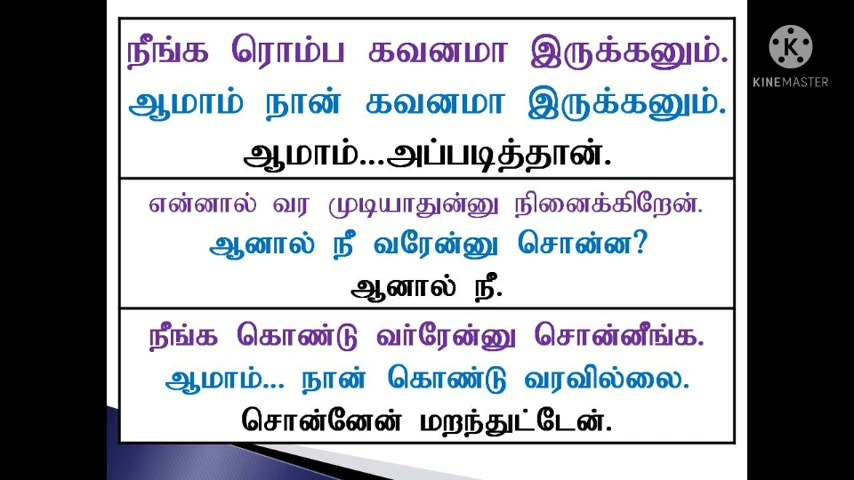 நீங்க ரொம்ப கவனமா இருக்கனும்.
ஆமாம் நான் கவனமா இருக்கனும்.
ஆமாம்...அப்படித்தான்.
என்னால் வர முடியாதுன்னு நினைக்கிறேன்.
ஆனால் நீ வரேன்னு சொன்ன?
ஆனால் நீ.
நீங்க கொண்டு வர்ரேன்னு சொன்னீங்க.
ஆமாம்... நான் கொண்டு வரவில்லை.
சொன்னேன் மறந்துட்டேன்.
K
KINEMASTER